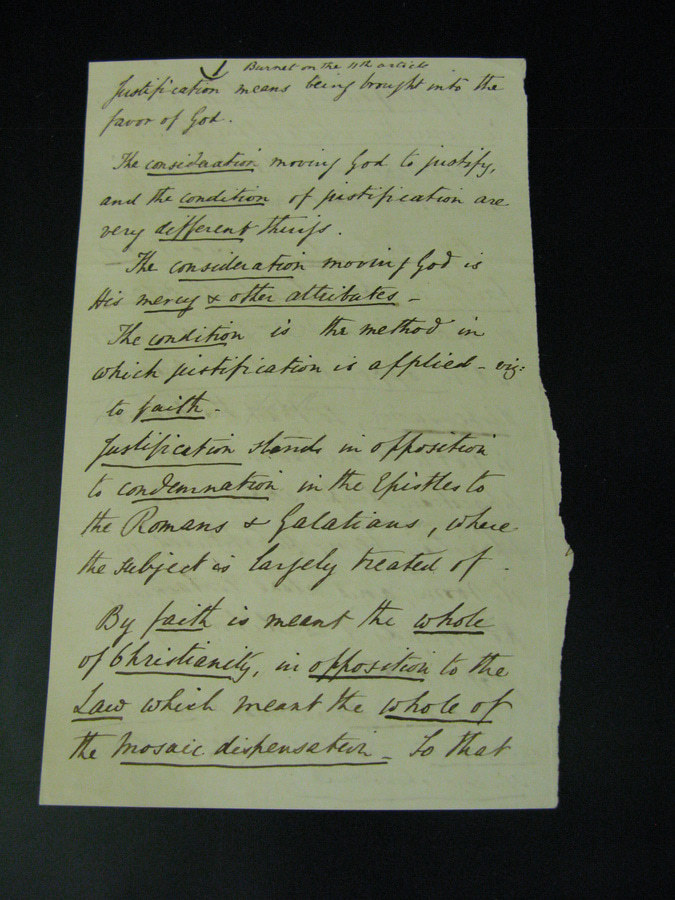 1 Burnet on the 11th article
Justification means being brought into the
favor of God.
The consideration moving God to justify,
and the condition of justification are
very different things.
The consideration moving God is
His mercy & other attributes -
The condition is the method in
which justification is applied - viz:
to faith -
Justification stands in opposition
to condemnation in the Epistles to
the Romans & Galatians, where
the subject is largely treated of -
By faith is meant the whole
of Christianity, in opposition to the
Law which meant the whole of
the Mosaic dispensation - So that